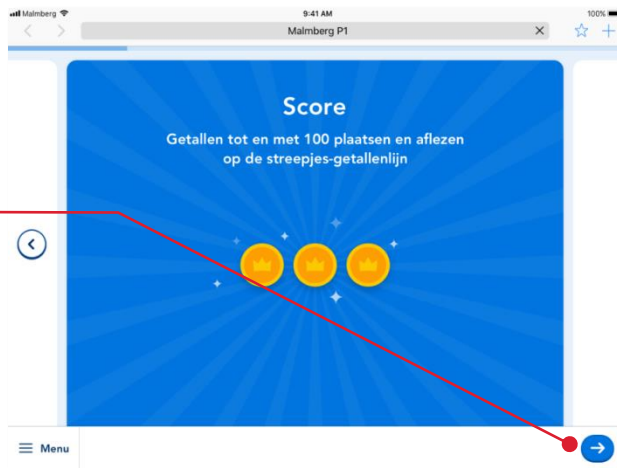 Malmberg
9:41 AM
100%
Malmberg P1
Score
Getallen tot en met 100 plaatsen en aflezen
op de streepjes-getallenlijn
Menu